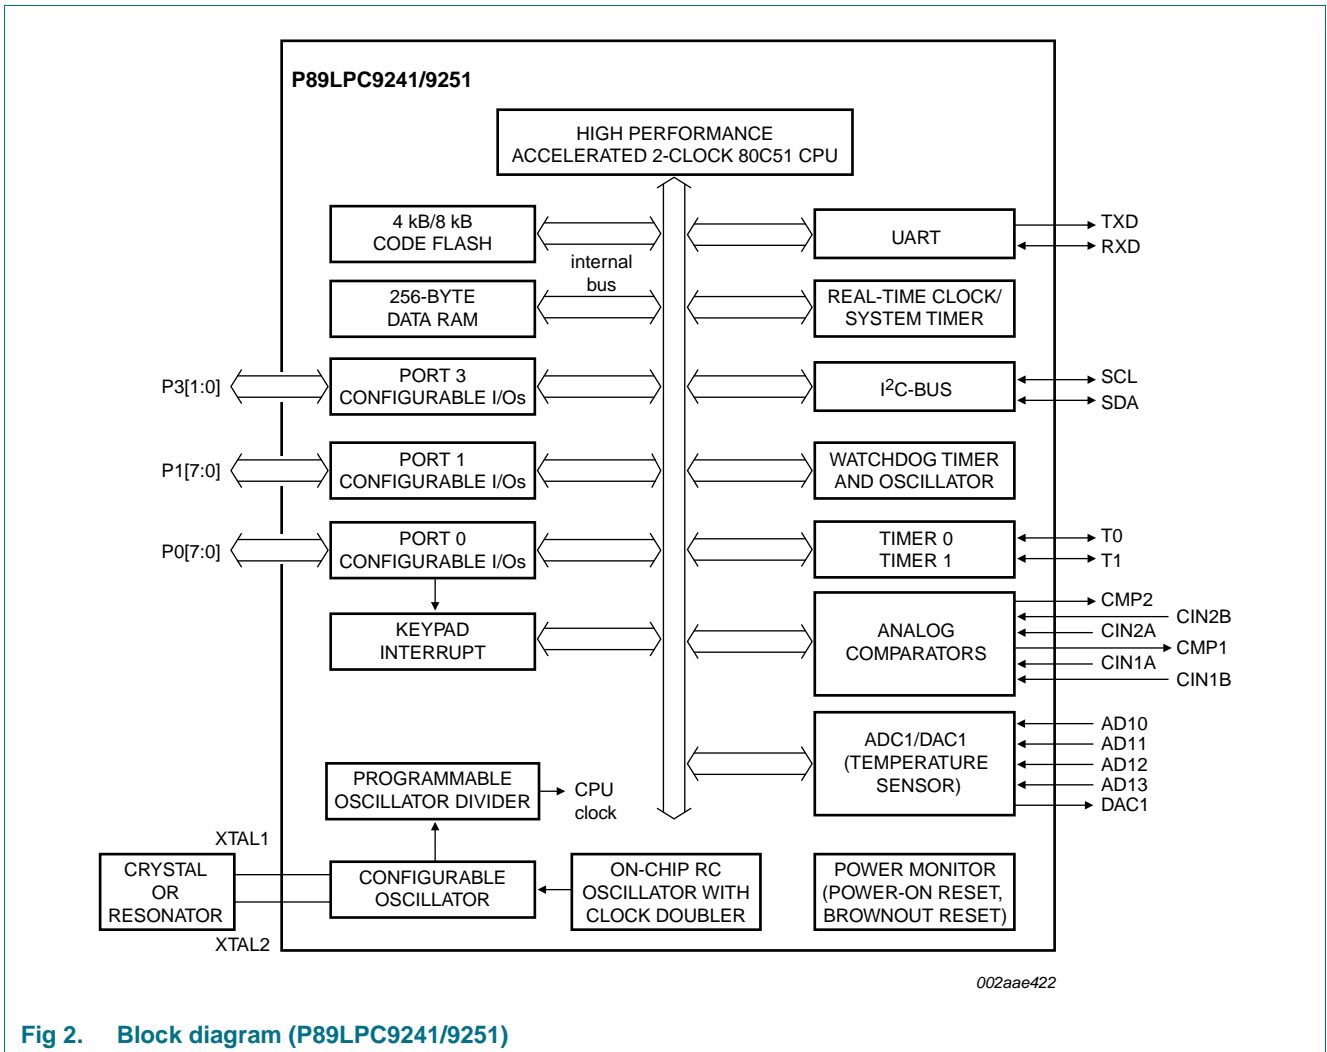 P89LPC9241/9251
HIGH PERFORMANCE
ACCELERATED 2-CLOCK 80C51 CPU
4 kB/8 kB
CODE FLASH
internal
bus
256-BYTE
DATA RAM
P3[1:0]
PORT 3
CONFIGURABLE I/Os
P1[7:0]
PORT 1
CONFIGURABLE I/Os
P0[7:0]
PORT 0
CONFIGURABLE I/Os
KEYPAD
INTERRUPT
PROGRAMMABLE
OSCILLATOR DIVIDER
CPU
clock
XTAL1
CRYSTAL
OR
RESONATOR
XTAL2
CONFIGURABLE
OSCILLATOR
ON-CHIP RC
OSCILLATOR WITH
CLOCK DOUBLER
UART
TXD
RXD
REAL-TIME CLOCK/
SYSTEM TIMER
I2C-BUS
SCL
SDA
WATCHDOG TIMER
AND OSCILLATOR
TIMER 0
TIMER 1
T0
T1
ANALOG
COMPARATORS
CMP2
CIN2B
CIN2A
CMP1
CIN1A
CIN1B
ADC1/DAC1
(TEMPERATURE
SENSOR)
AD10
AD11
AD12
AD13
DAC1
POWER MONITOR
(POWER-ON RESET,
BROWNOUT RESET)
002aae422
Fig 2. Block diagram (P89LPC9241/9251)